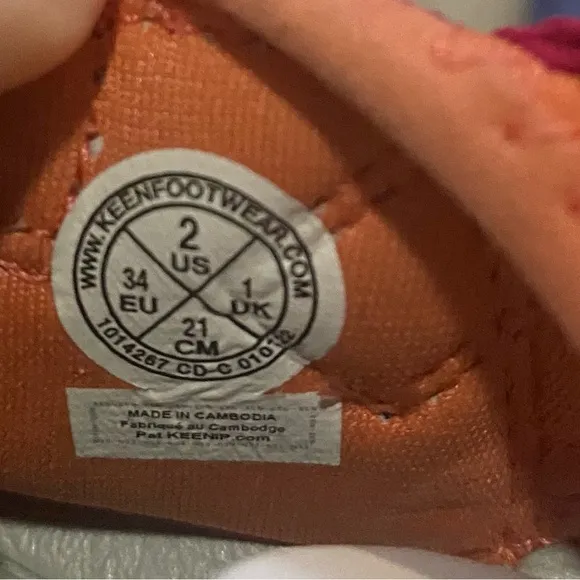 WWW.KEENFOOTWEAR.COM
2
US
34
EU
1
UK
21
CM
1014267 CD-C
MADE IN CAMBODIA
Fabriqué au Cambodge
Pat KEENIP.com